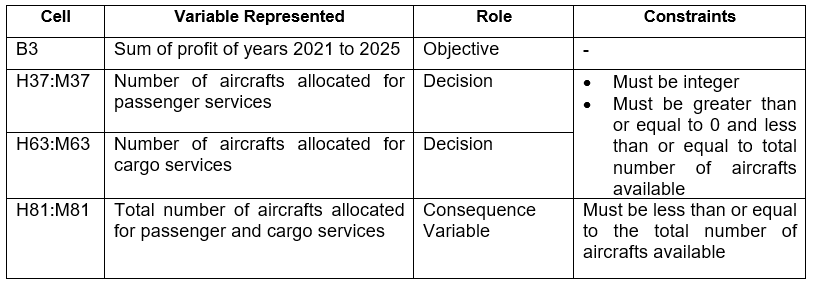 Cell Variable Represented Role Constraints
B3 Sum of profit of years 2021 to 2025 Objective -
H37:M37 Number of aircrafts allocated for
passenger services
Decision
H63:M63 Number of aircrafts allocated for
cargo services
Decision
• Must be integer
• Must be greater than
or equal to 0 and less
than or equal to total
number of aircrafts
available
H81:M81 Total number of aircrafts allocated
for passenger and cargo services
Consequence
Variable
Must be less than or equal
to the total number of
aircrafts available